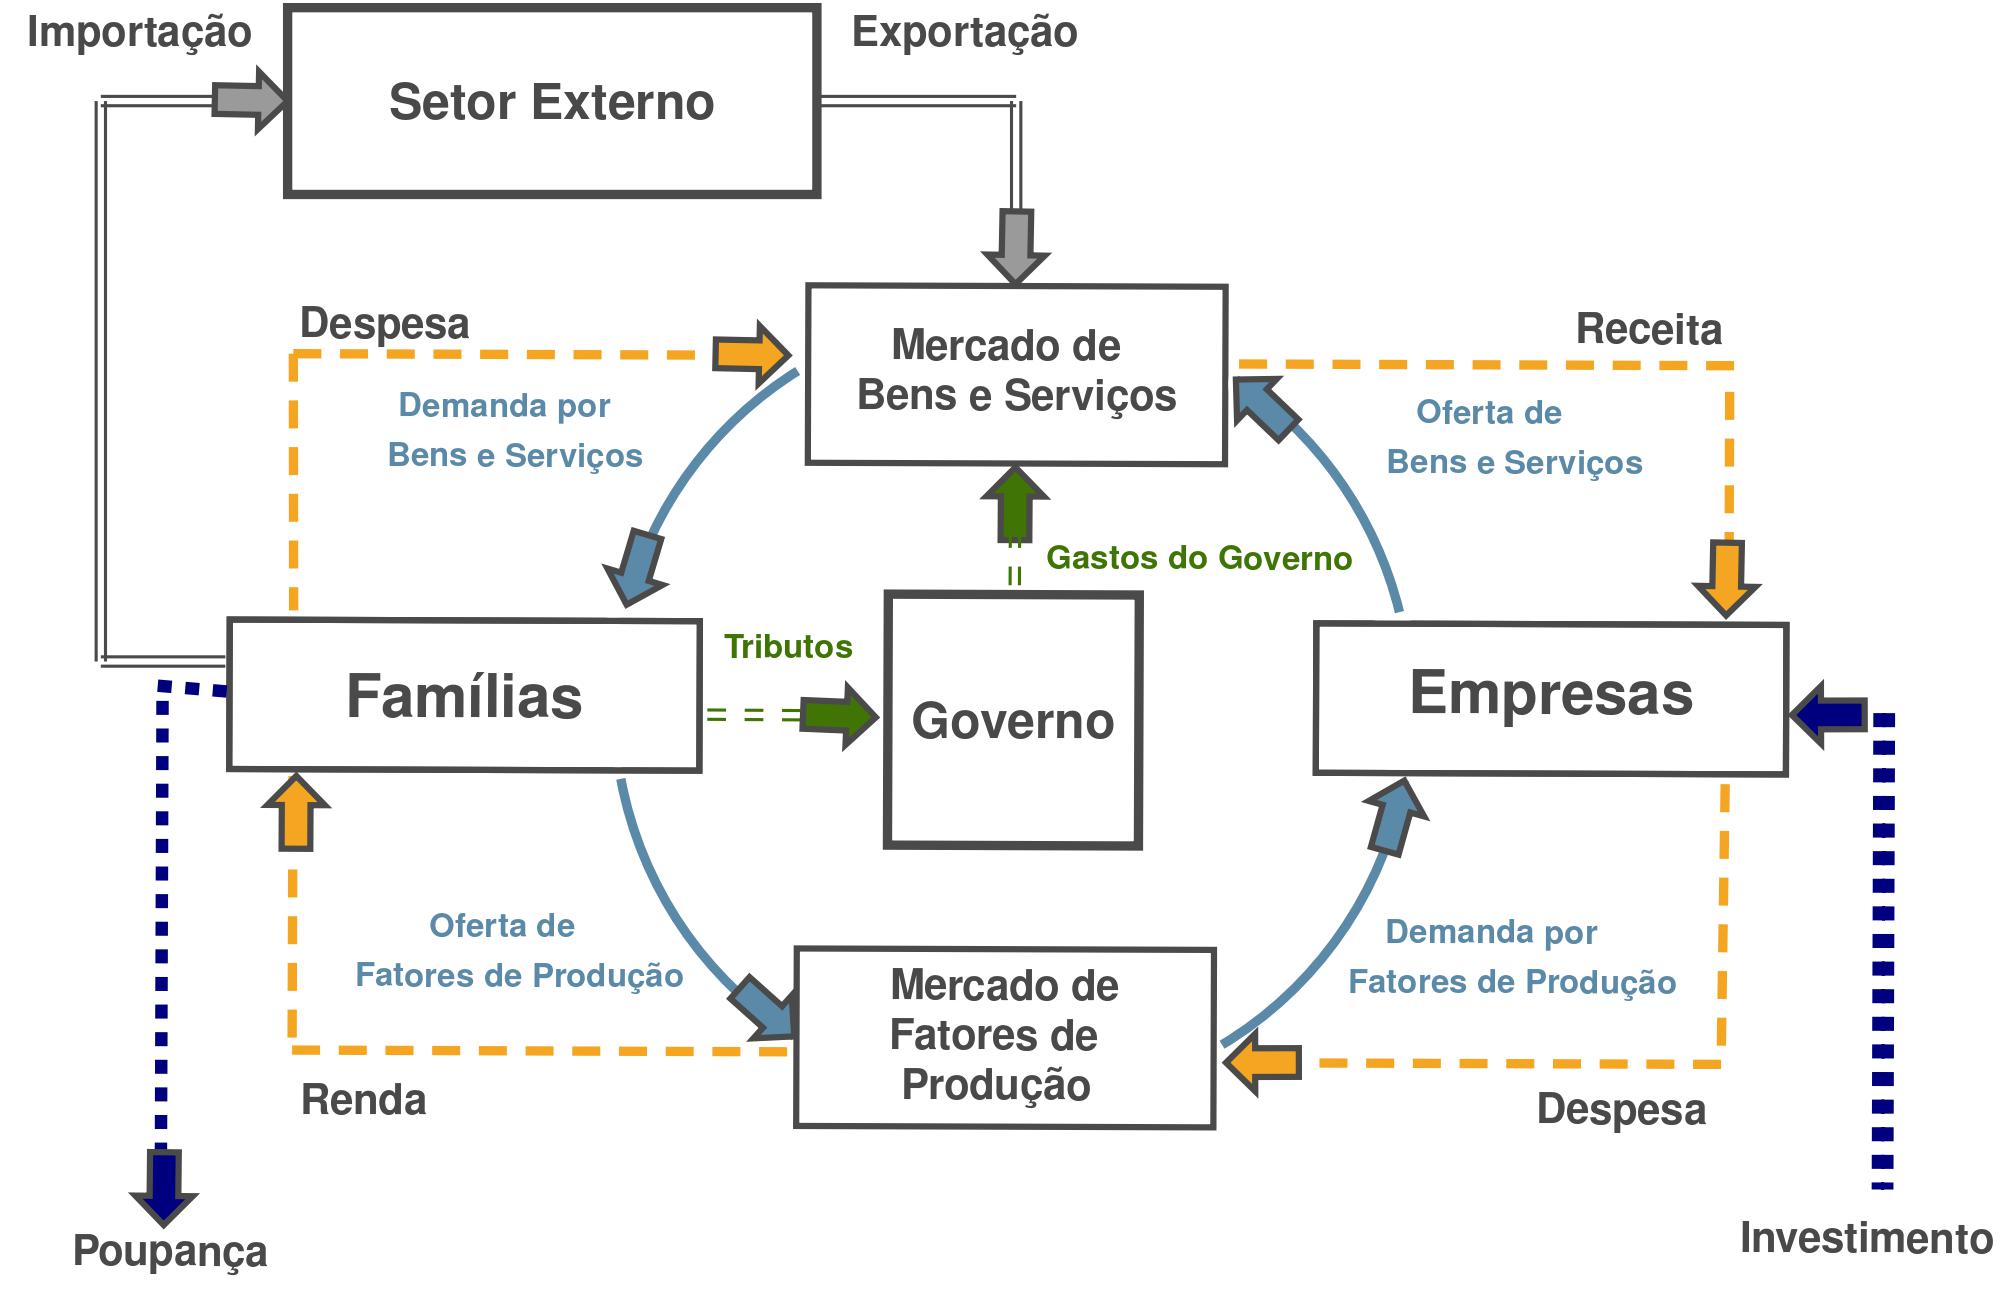 Importação
Exportação
Setor Externo
Despesa
Receita
Mercado de
Bens e Serviços
Demanda por
Bens e Serviços
Oferta de
Bens e Serviços
Gastos do Governo
Tributos
Famílias
Governo
Empresas
Oferta de
Fatores de Produção
Demanda por
Fatores de Produção
Mercado de
Fatores de
Produção
Renda
Despesa
Poupança
Investimento